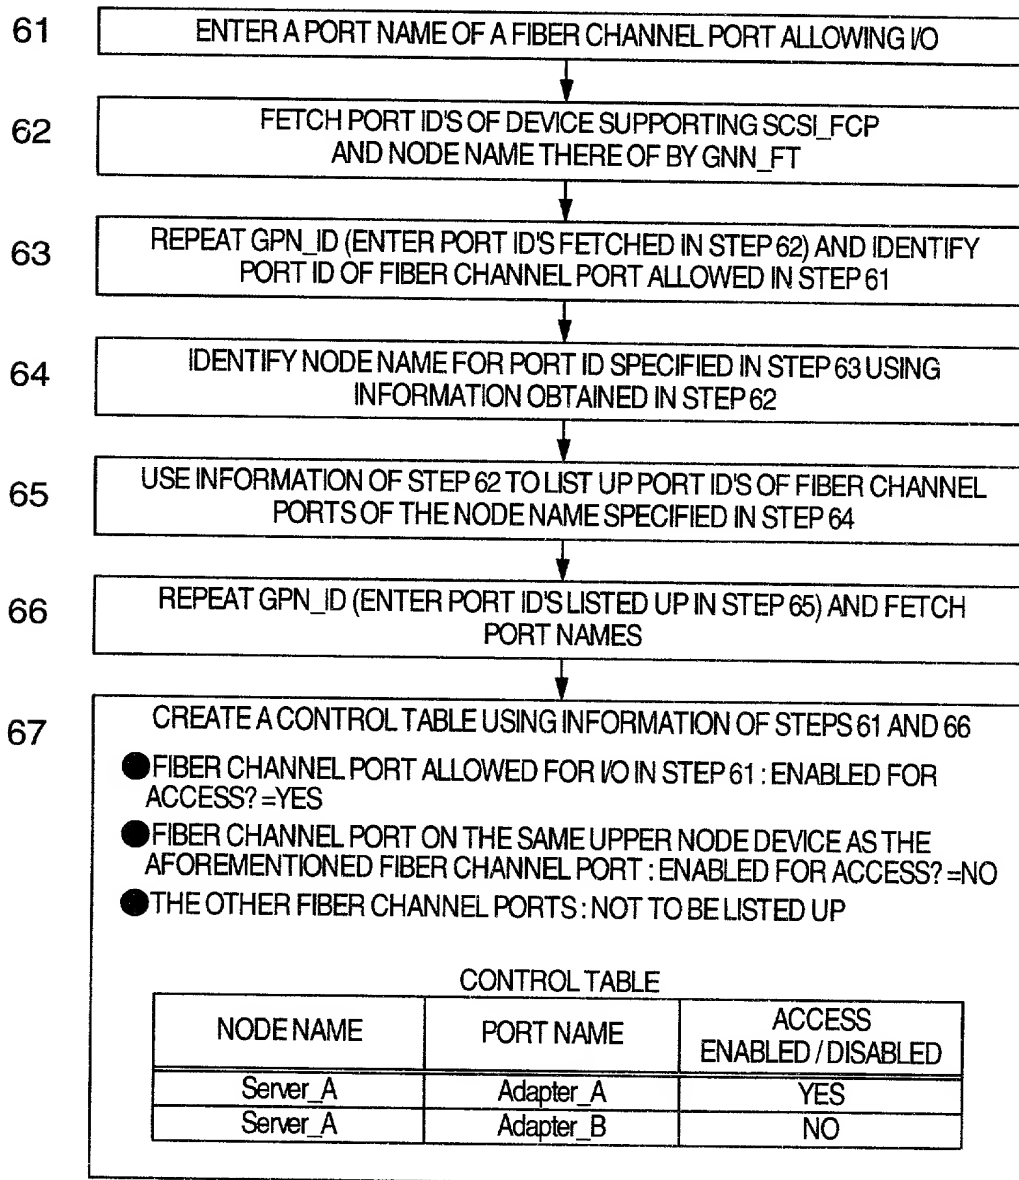 61
ENTER A PORT NAME OF A FIBER CHANNEL PORT ALLOWING I/O
62
FETCH PORT ID'S OF DEVICE SUPPORTING SCSI_FCP
AND NODE NAME THERE OF BY GNN_FT
63
REPEAT GPN_ID (ENTER PORT ID'S FETCHED IN STEP 62) AND IDENTIFY
PORT ID OF FIBER CHANNEL PORT ALLOWED IN STEP 61
64
IDENTIFY NODE NAME FOR PORT ID SPECIFIED IN STEP 63 USING
INFORMATION OBTAINED IN STEP 62
65
USE INFORMATION OF STEP 62 TO LIST UP PORT ID'S OF FIBER CHANNEL
PORTS OF THE NODE NAME SPECIFIED IN STEP 64
66
REPEAT GPN_ID (ENTER PORT ID'S LISTED UP IN STEP 65) AND FETCH
PORT NAMES
67
CREATE A CONTROL TABLE USING INFORMATION OF STEPS 61 AND 66
●FIBER CHANNEL PORT ALLOWED FOR I/O IN STEP 61 : ENABLED FOR
ACCESS? =YES
●FIBER CHANNEL PORT ON THE SAME UPPER NODE DEVICE AS THE
AFOREMENTIONED FIBER CHANNEL PORT : ENABLED FOR ACCESS? =NO
●THE OTHER FIBER CHANNEL PORTS : NOT TO BE LISTED UP
CONTROL TABLE
NODE NAME PORT NAME ACCESS
ENABLED / DISABLED
Server_A Adapter_A YES
Server_A Adapter_B NO